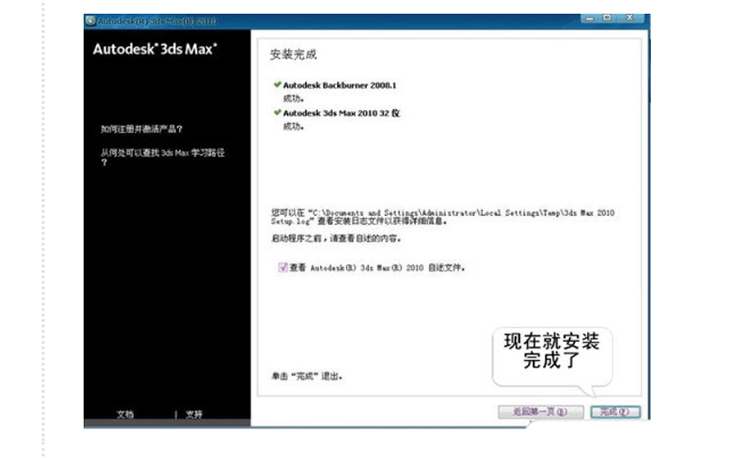 Autodesk(R) 3ds Max(R) 2010
Autodesk 3ds Max
如何注册并激活产品?
从何处可以查找 3ds Max 学习路径
?
文档 | 支持
安装完成
Autodesk Backburner 2008.1
成功。
Autodesk 3ds Max 2010 32 位
成功。
您可以在 "C:\Documents and Settings\Administrator\Local Settings\Temp\3ds Max 2010
Setup.log" 查看安装日志文件以获得详细信息。
启动程序之前，请查看自述的内容。
查看 Autodesk(R) 3ds Max(R) 2010 自述文件。
现在就安装
完成了
单击 "完成" 退出。
返回第一页(B)
完成(F)